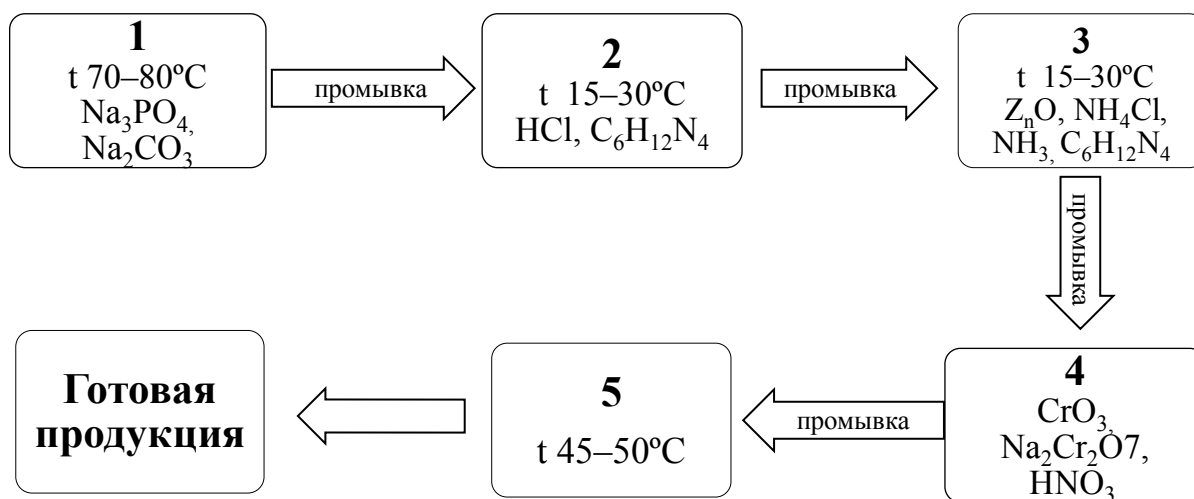 1
t 70–80ºC
Na₃PO₄,
Na₂CO₃
промывка
2
t 15–30ºC
HCl, C₆H₁₂N₄
промывка
3
t 15–30ºC
ZₙO, NH₄Cl,
NH₃, C₆H₁₂N₄
промывка
4
CrO₃,
Na₂Cr₂O7,
HNO₃
промывка
5
t 45–50ºC
Готовая
продукция